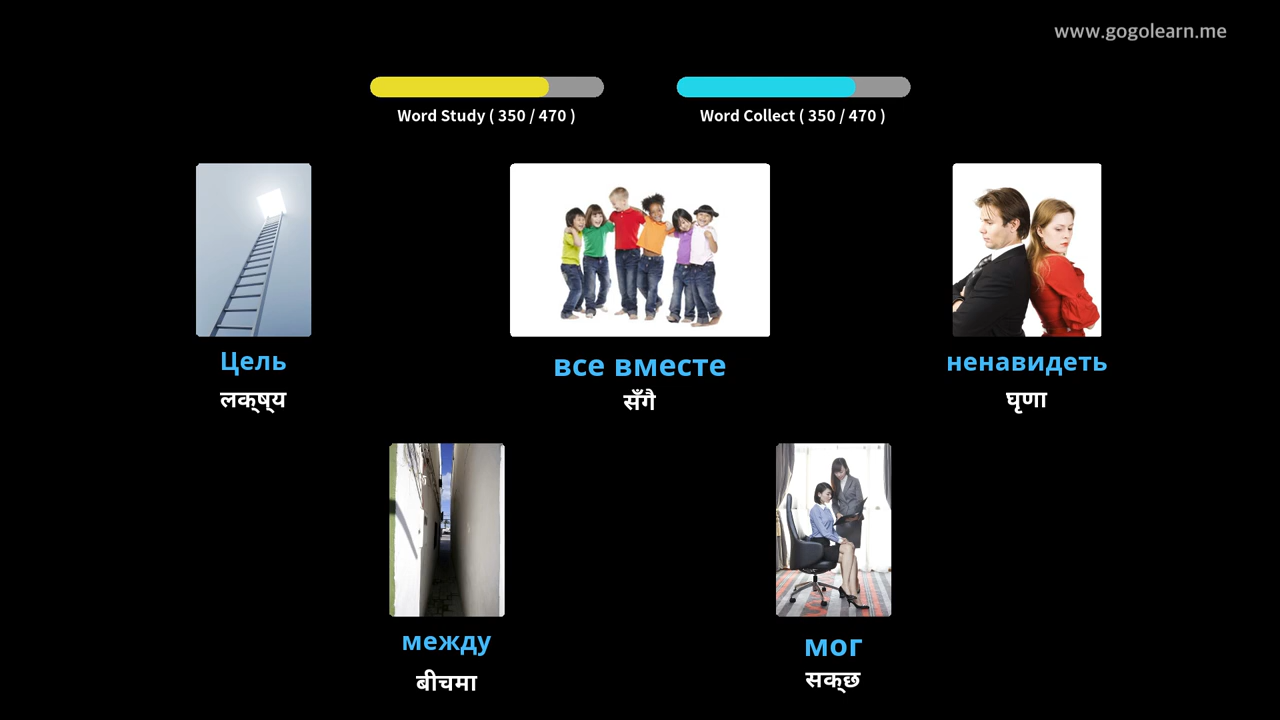 www.gogolearn.me
Word Study ( 350 / 470 )
Word Collect ( 350 / 470 )
Цель
लक्ष्य
все вместе
सँगै
ненавидеть
घृणा
между
बीचमा
мог
सक्छ